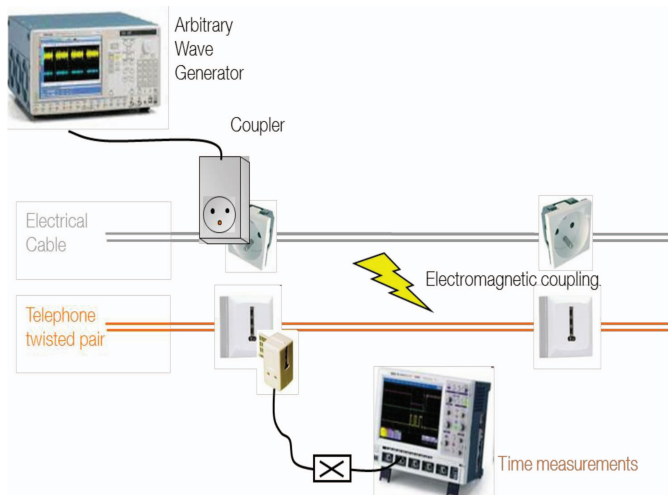 Arbitrary
Wave
Generator
Coupler
Electrical
Cable
Electromagnetic coupling.
Telephone
twisted pair
Time measurements